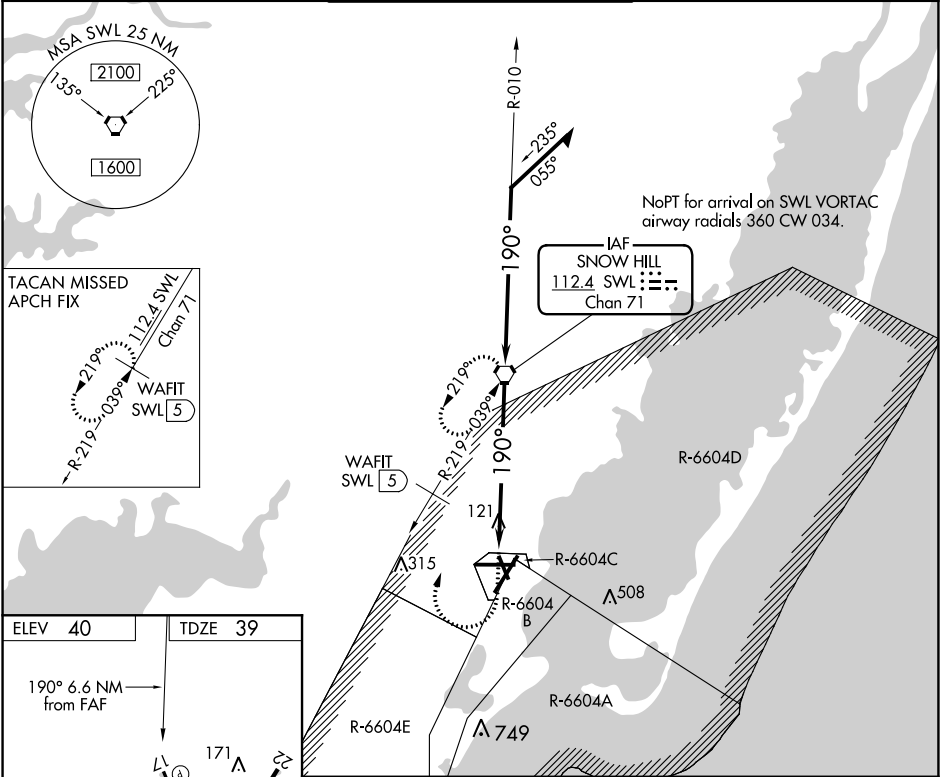 MSA SWL 25 NM
2100
135°
225°
1600
R-010
235°
055°
190°
NoPT for arrival on SWL VORTAC
airway radials 360 CW 034.
IAF
SNOW HILL
112.4 SWL
Chan 71
TACAN MISSED
APCH FIX
112.4 SWL
Chan 71
219°
039°
WAFIT
SWL 5
R-219
219°
039°
R-219
190°
WAFIT
SWL 5
R-6604D
121
315
R-6604C
R-6604
B
508
R-6604A
R-6604E
749
ELEV 40
TDZE 39
190° 6.6 NM
from FAF
17
A
171
22